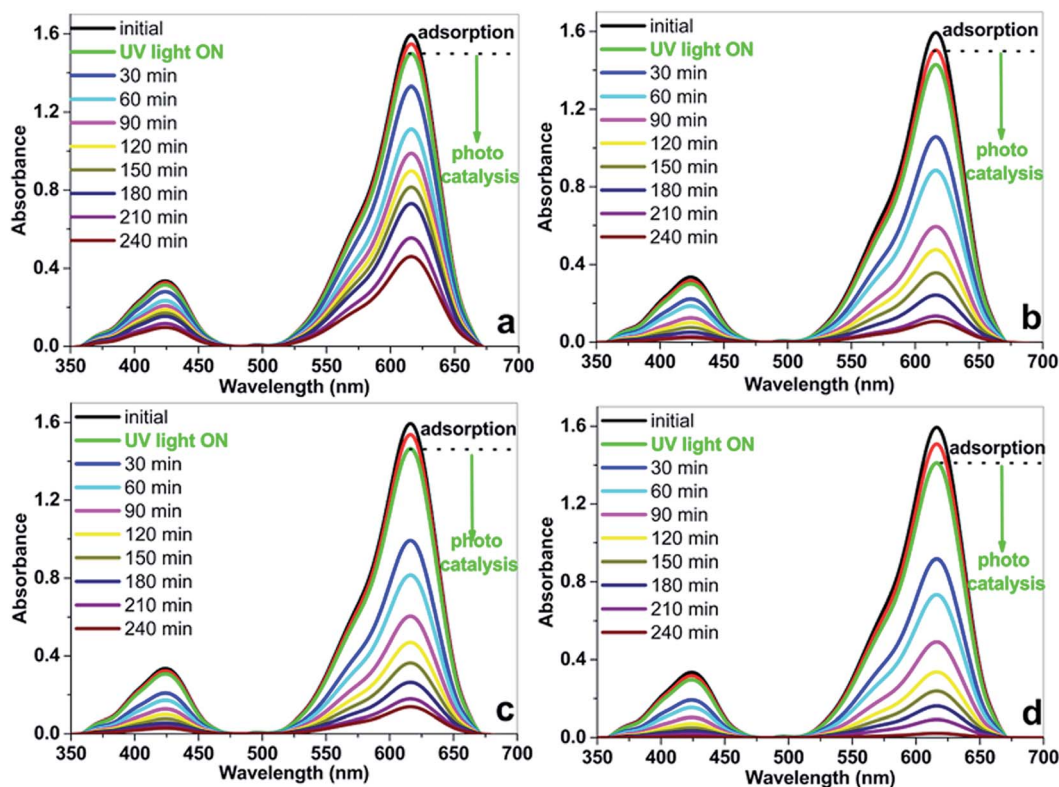 initial
UV light ON
30 min
60 min
90 min
120 min
150 min
180 min
210 min
240 min
adsorption
photo
catalysis
a
1.6
1.2
0.8
0.4
0.0
Absorbance
350 400 450 500 550 600 650 700
Wavelength (nm)
initial
UV light ON
30 min
60 min
90 min
120 min
150 min
180 min
210 min
240 min
adsorption
photo
catalysis
b
1.6
1.2
0.8
0.4
0.0
Absorbance
350 400 450 500 550 600 650 700
Wavelength (nm)
initial
UV light ON
30 min
60 min
90 min
120 min
150 min
180 min
210 min
240 min
adsorption
photo
catalysis
c
1.6
1.2
0.8
0.4
0.0
Absorbance
350 400 450 500 550 600 650 700
Wavelength (nm)
initial
UV light ON
30 min
60 min
90 min
120 min
150 min
180 min
210 min
240 min
adsorption
photo
catalysis
d
1.6
1.2
0.8
0.4
0.0
Absorbance
350 400 450 500 550 600 650 700
Wavelength (nm)